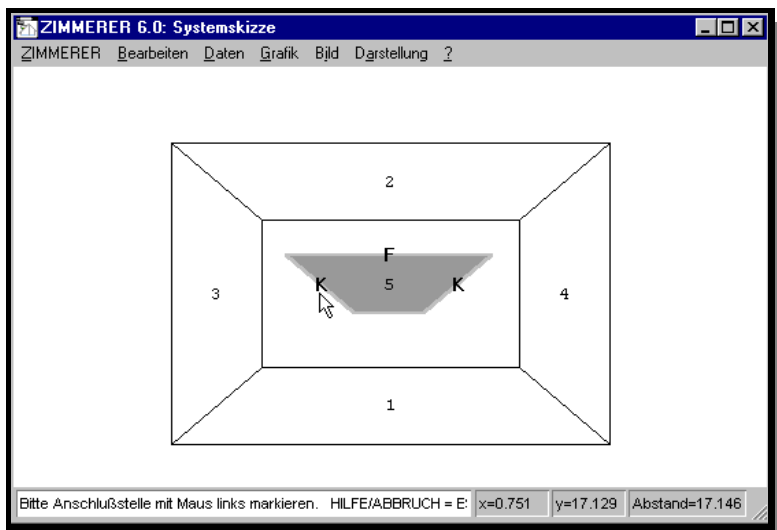 ZIMMERER 6.0: Systemskizze
ZIMMERER Bearbeiten Daten Grafik Bild Darstellung ?
2
F
K 5 K
3 4
1
Bitte Anschlußstelle mit Maus links markieren. HILFE/ABBRUCH = E: x=0.751 y=17.129 Abstand=17.146